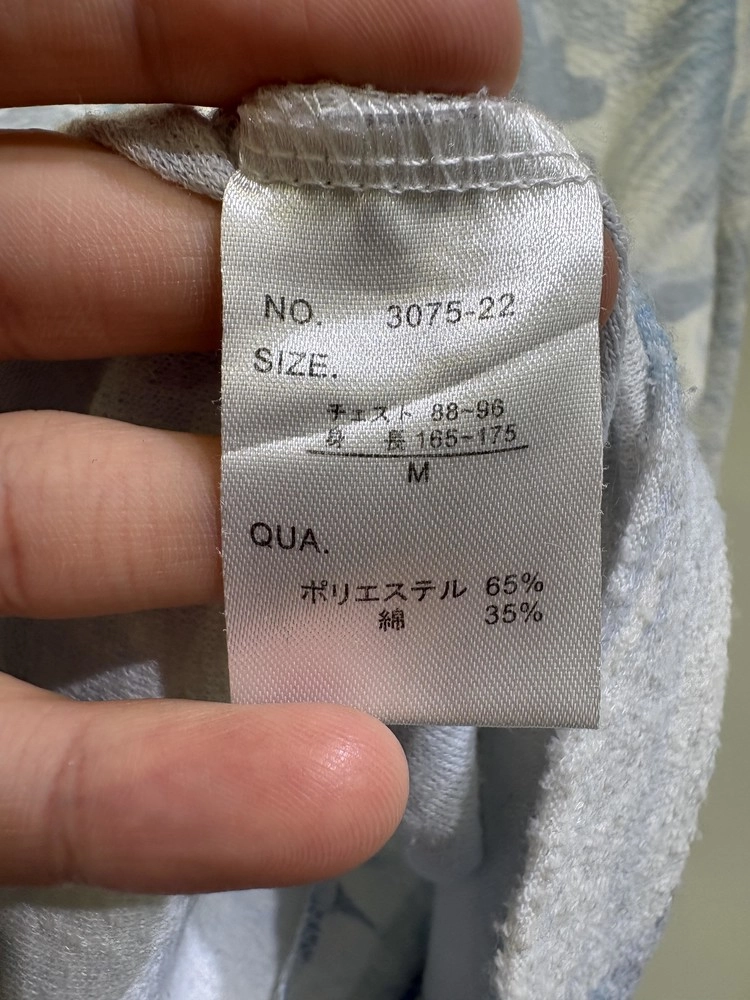 NO. 3075-22
SIZE.
チェスト 88~96
身 長 165~175
M
QUA.
ポリエステル 65%
綿 35%